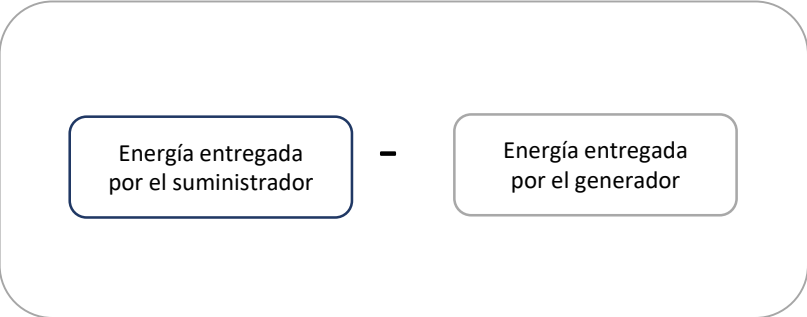 Energía entregada
por el suministrador
-
Energía entregada
por el generador